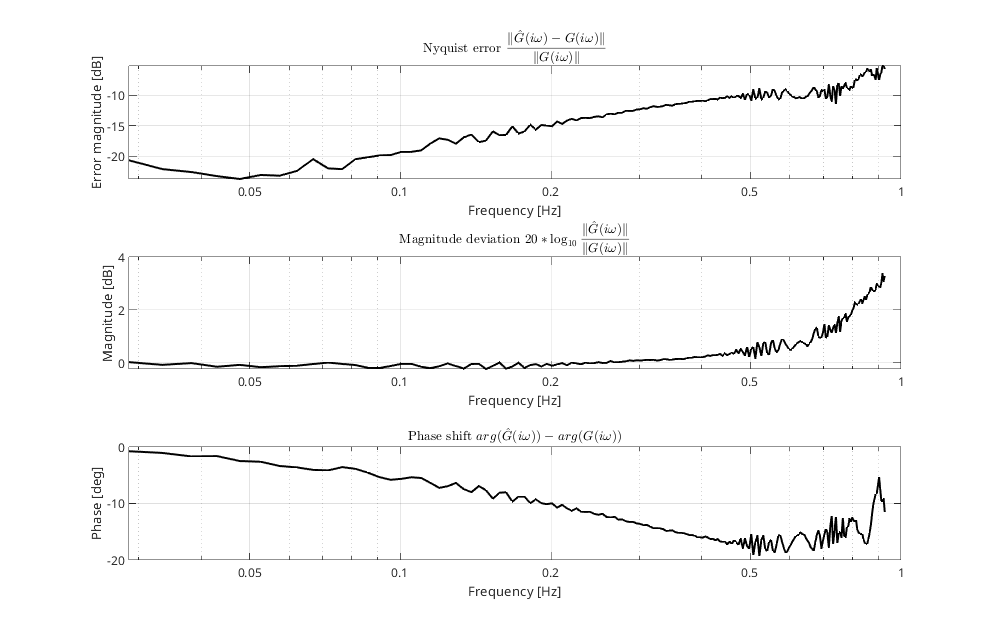 Nyquist error ‖Ĝ(iω) − G(iω)‖ / ‖G(iω)‖
Error magnitude [dB]
-10
-15
-20
0.05 0.1 0.2 0.5 1
Frequency [Hz]
Magnitude deviation 20 ∗ log₁₀ ‖Ĝ(iω)‖ / ‖G(iω)‖
Magnitude [dB]
4
2
0
0.05 0.1 0.2 0.5 1
Frequency [Hz]
Phase shift arg(Ĝ(iω)) − arg(G(iω))
Phase [deg]
0
-10
-20
0.05 0.1 0.2 0.5 1
Frequency [Hz]